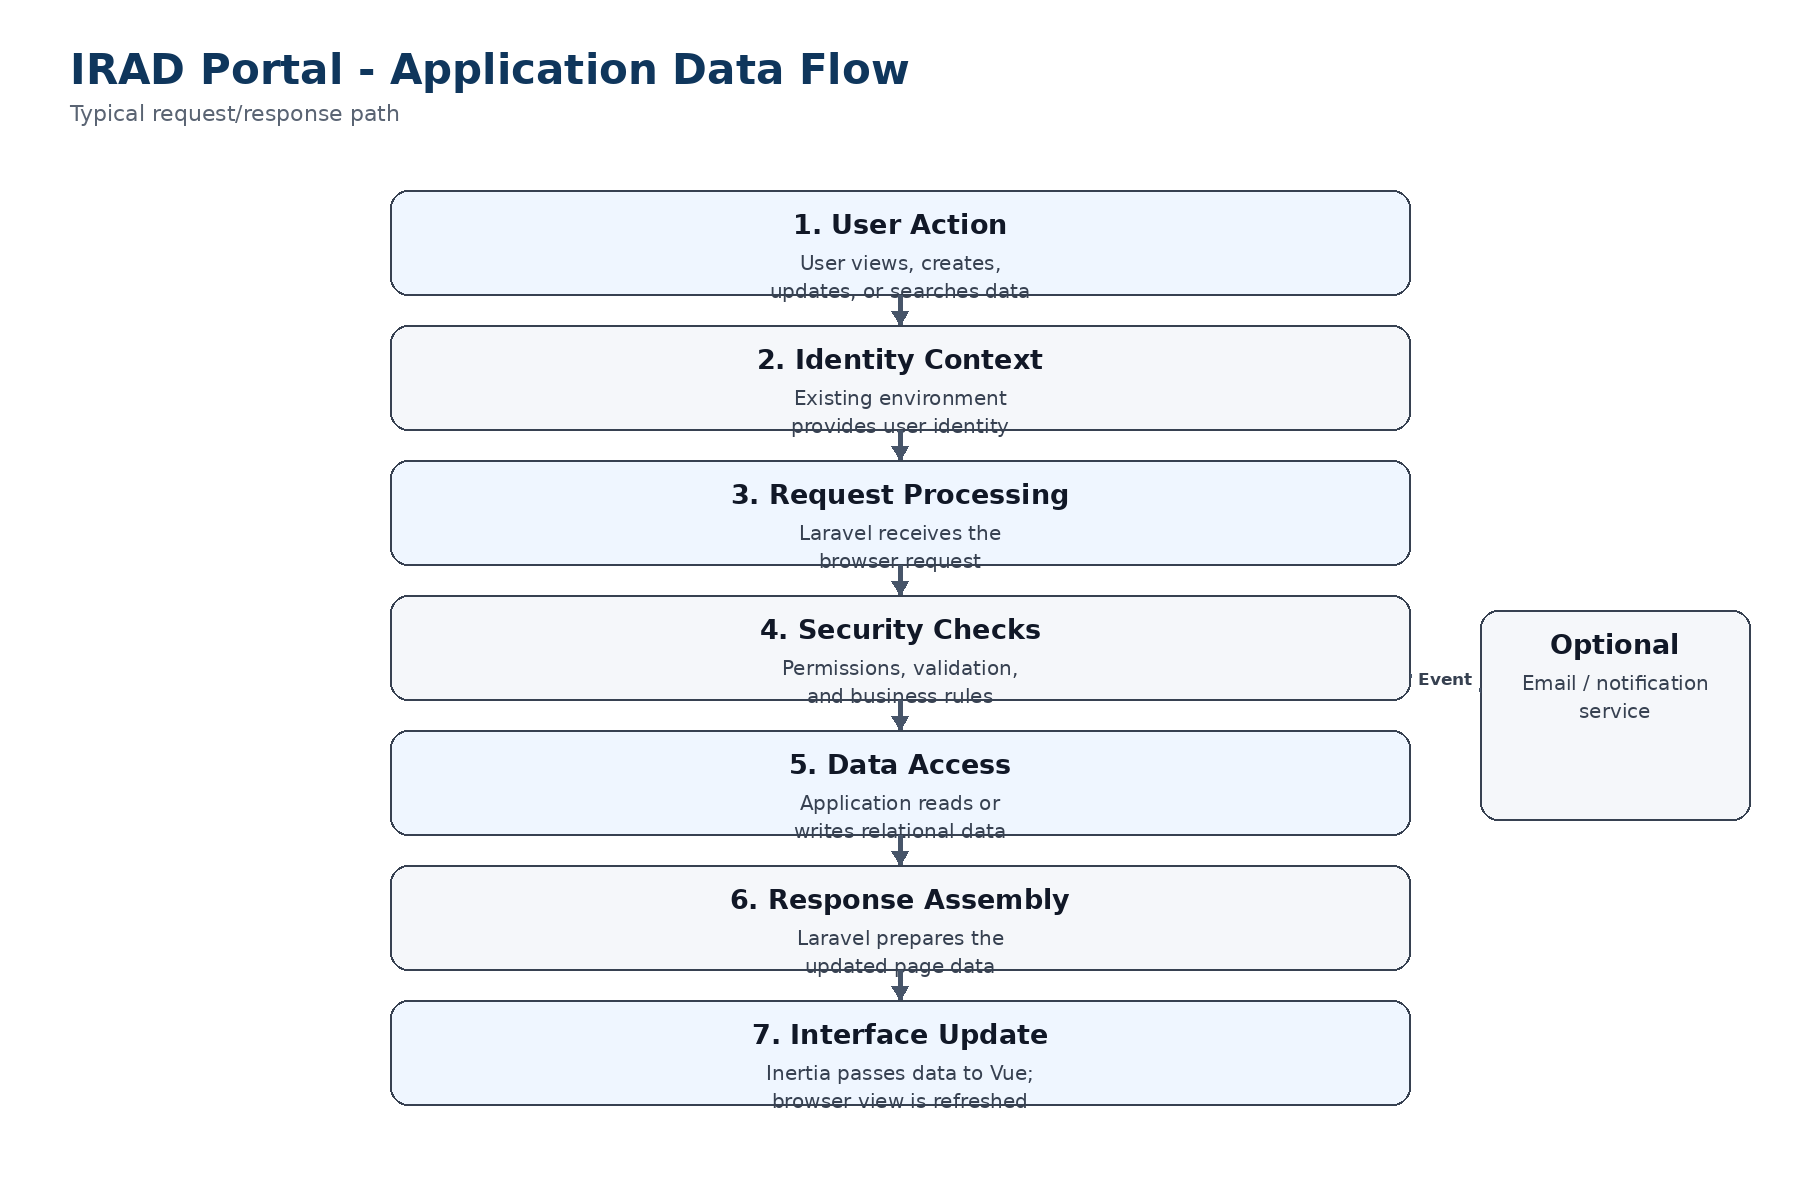 IRAD Portal - Application Data Flow
Typical request/response path
1. User Action
User views, creates,
updates, or searches data
2. Identity Context
Existing environment
provides user identity
3. Request Processing
Laravel receives the
browser request
4. Security Checks
Permissions, validation,
and business rules
Event
Optional
Email / notification
service
5. Data Access
Application reads or
writes relational data
6. Response Assembly
Laravel prepares the
updated page data
7. Interface Update
Inertia passes data to Vue;
browser view is refreshed